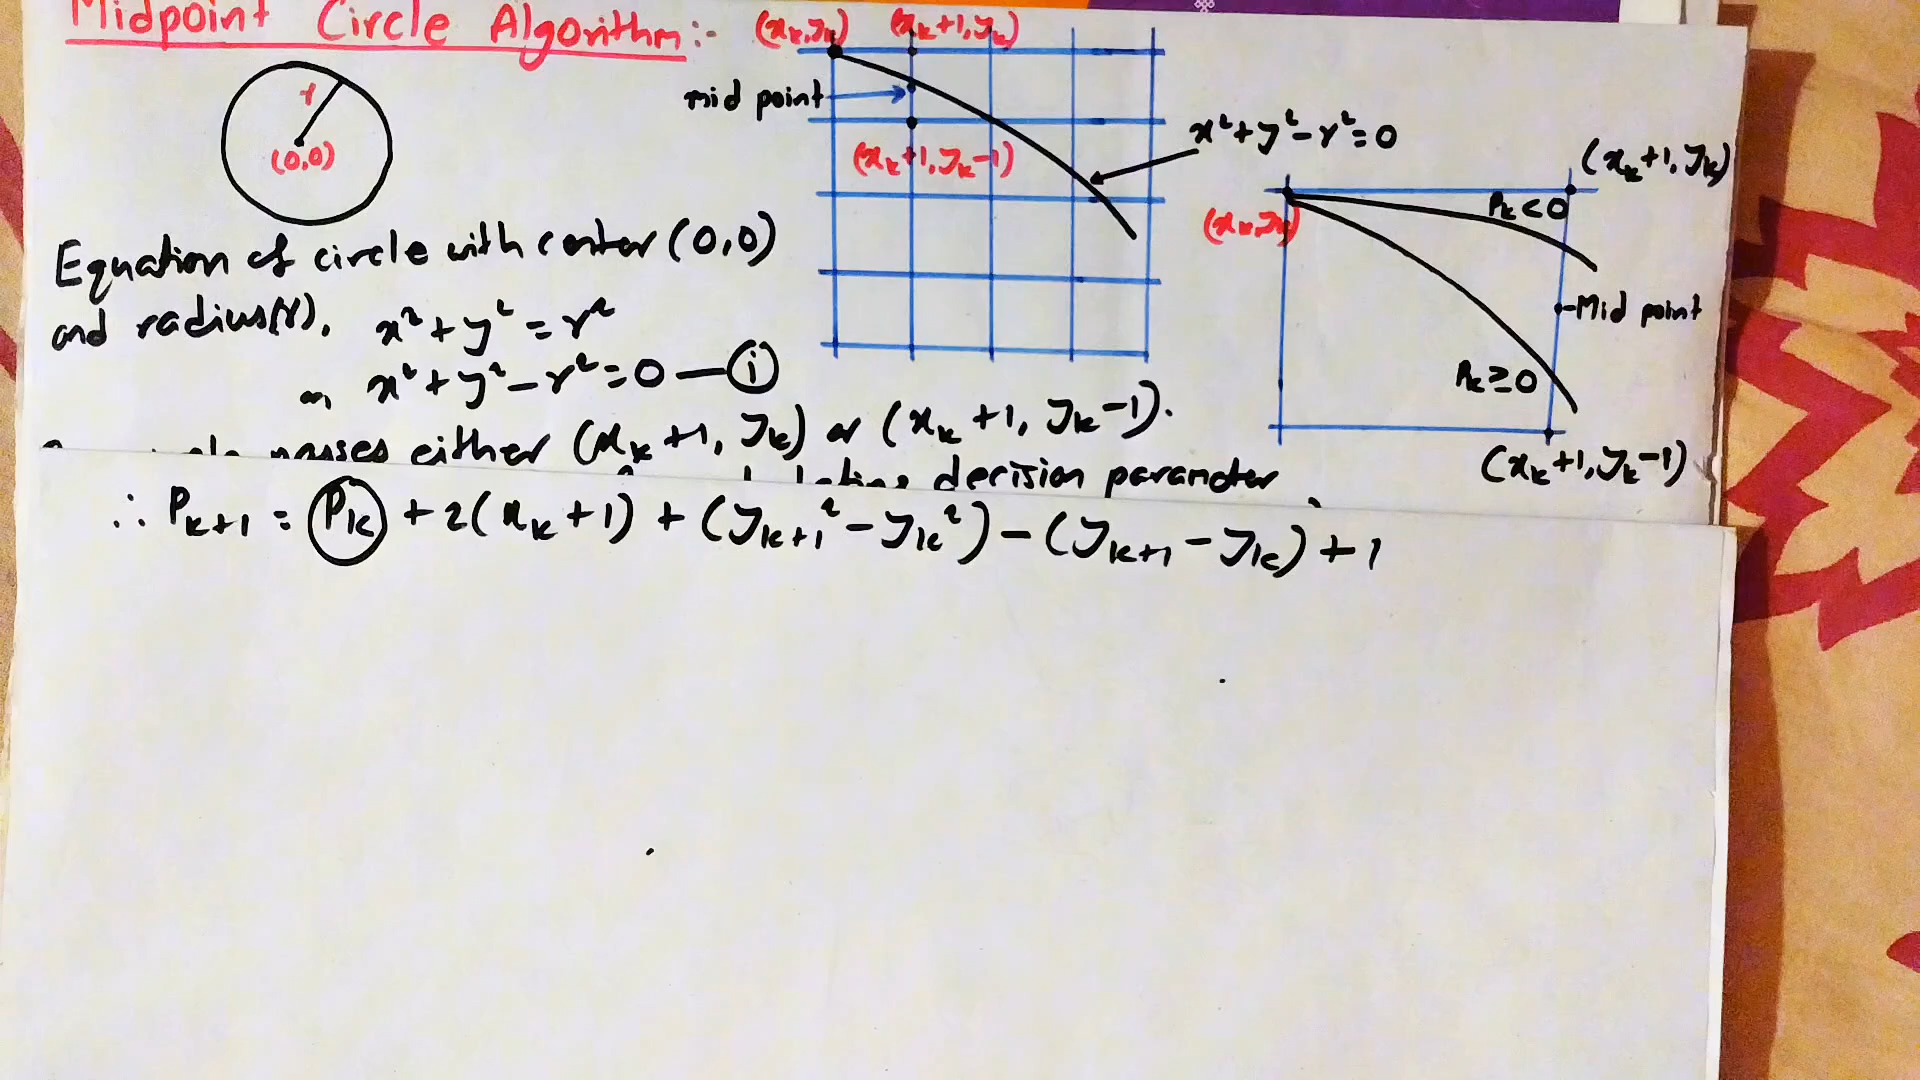 Midpoint Circle Algorithm:-
(xₖ,yₖ) (xₖ+1,yₖ)
r
(0,0)
mid point
(xₖ+1,yₖ-1)
x²+y²-r²=0
(xₖ+1,yₖ)
(xₖ,yₖ)
Pₖ<0
Mid point
Pₖ≥0
(xₖ+1,yₖ-1)
Equation of circle with center (0,0)
and radius(r), x²+y²=r²
or, x²+y²-r²=0 — (i)
passes either (xₖ+1, yₖ) or (xₖ+1, yₖ-1).
decision parameter
∴ Pₖ₊₁ = Pₖ + 2(xₖ+1) + (yₖ₊₁² - yₖ²) - (yₖ₊₁ - yₖ) + 1